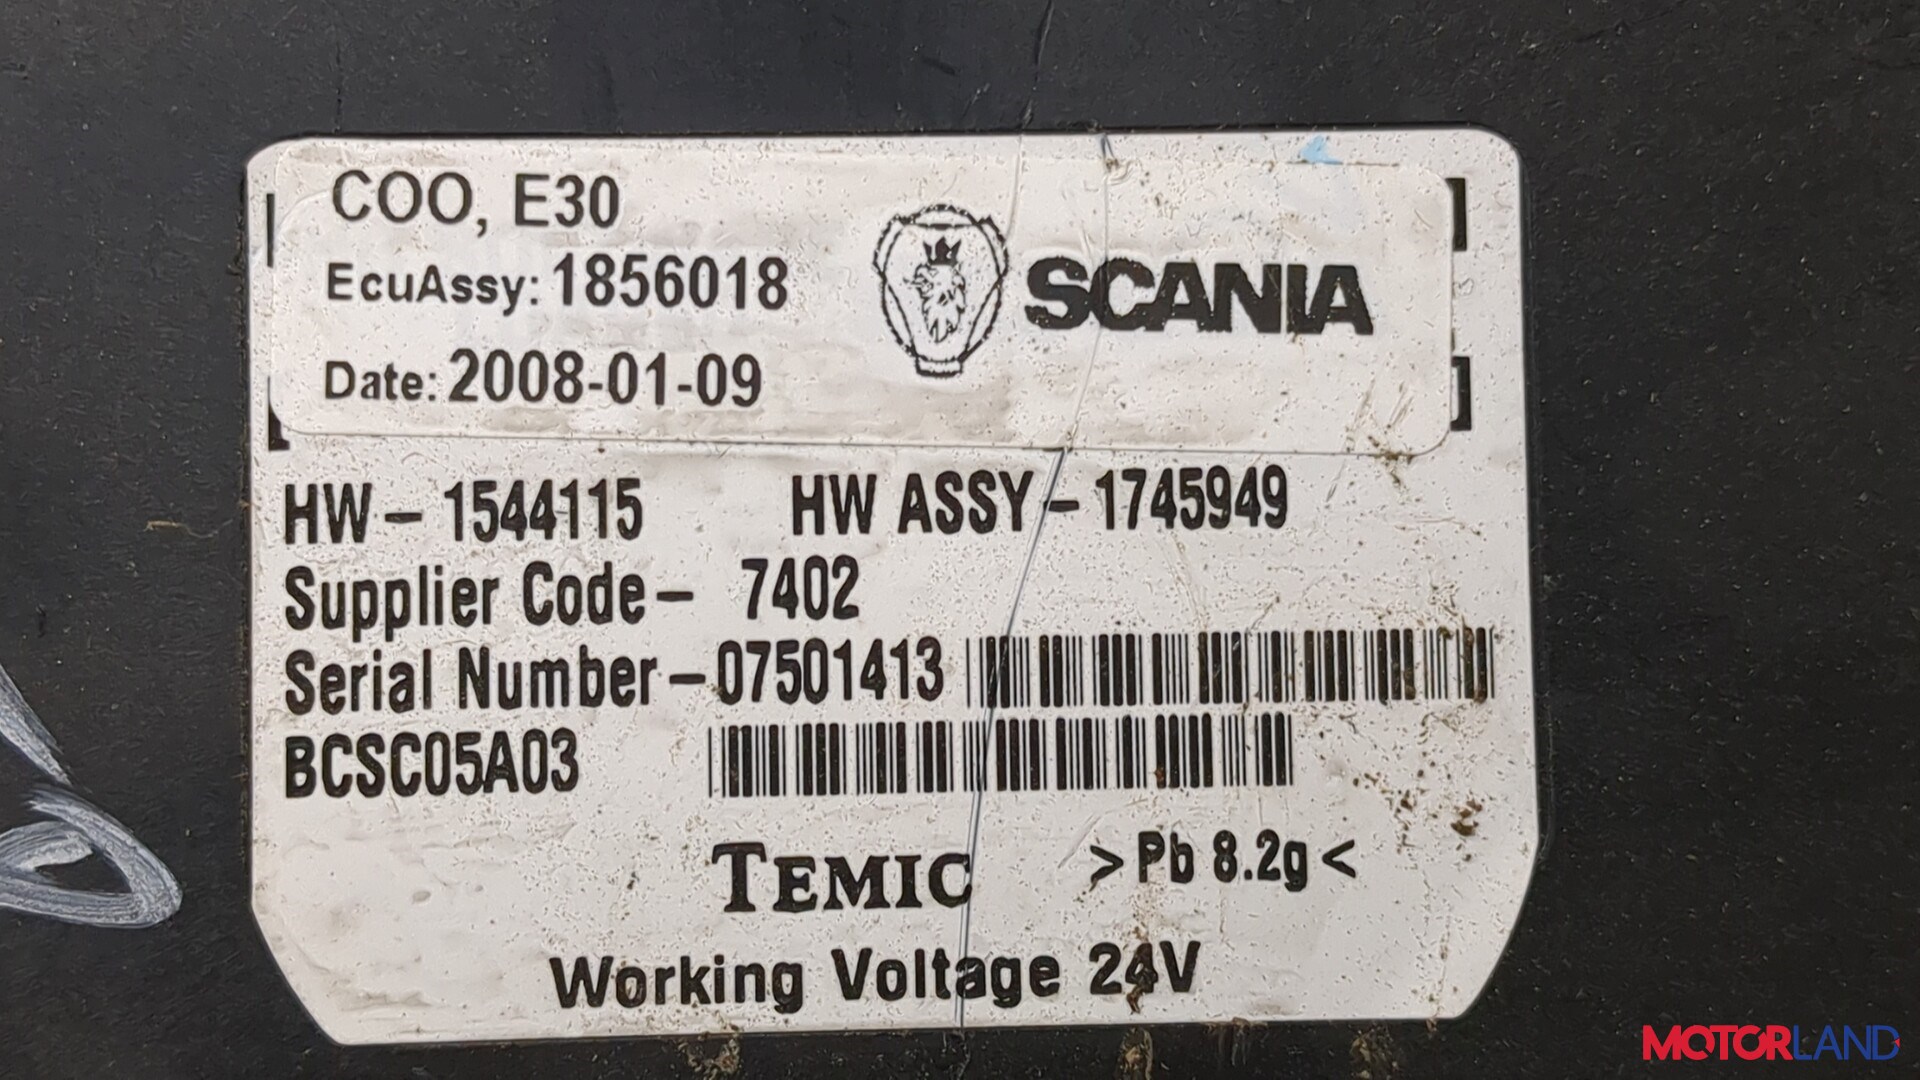 COO, E30
EcuAssy: 1856018
SCANIA
Date: 2008-01-09
HW - 1544115 HW ASSY - 1745949
Supplier Code - 7402
Serial Number - 07501413
BCSC05A03
TEMIC >Pb 8.2g<
Working Voltage 24V
MOTORLAND